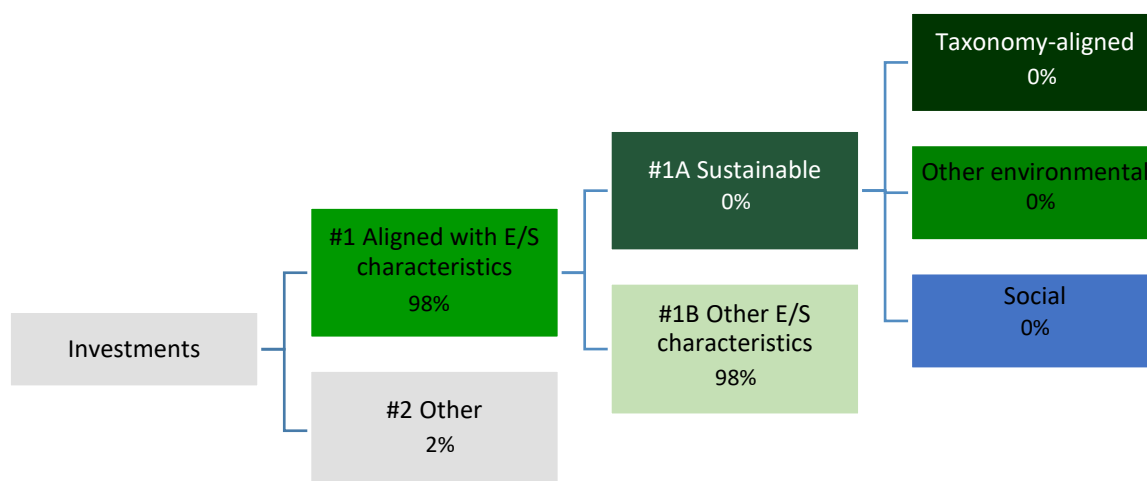 Investments
#1 Aligned with E/S
characteristics
98%
#2 Other
2%
#1A Sustainable
0%
#1B Other E/S
characteristics
98%
Taxonomy-aligned
0%
Other environmental
0%
Social
0%